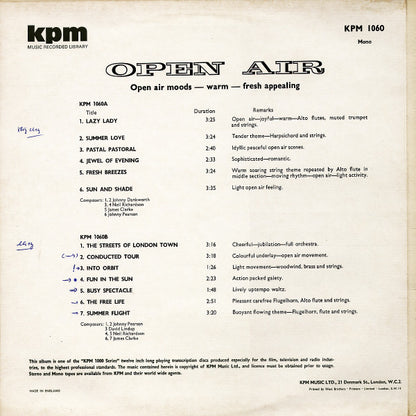 kpm
MUSIC RECORDED LIBRARY
KPM 1060
Mono
OPEN AIR
Open air moods — warm — fresh appealing
KPM 1060A
Title Duration Remarks
1. LAZY LADY 3:25 Open air—joyful—warm—Alto flutes, muted trumpet
and strings.
2. SUMMER LOVE 3:24 Tender theme—Harpsichord and strings.
3. PASTAL PASTORAL 2:40 Idyllic peaceful open air scenes.
4. JEWEL OF EVENING 2:33 Sophisticated—romantic.
5. FRESH BREEZES 3:24 Warm soaring string theme repeated by Alto flute in
middle section—moving rhythm—open air—light activity.
6. SUN AND SHADE 3:25 Light open air feeling.
Composers: 1, 2 Johnny Dankworth
3, 4 Neil Richardson
5 James Clarke
6 Johnny Pearson
KPM 1060B
1. THE STREETS OF LONDON TOWN 3:16 Cheerful—jubilation—full orchestra.
2. CONDUCTED TOUR 3:18 Colourful underlay—open air movement.
3. INTO ORBIT 1:26 Light movement—woodwind, brass and strings.
4. FUN IN THE SUN 2:23 Action packed gaiety.
5. BUSY SPECTACLE 1:48 Lively uptempo waltz.
6. THE FREE LIFE 2:51 Pleasant carefree Flugelhorn, Alto flute and strings.
7. SUMMER FLIGHT 3:20 Buoyant flowing theme—Flugelhorn, flute and strings.
Composers: 1, 2 Johnny Pearson
3 David Lindup
4, 5 Neil Richardson
6, 7 James Clarke
This album is one of the "KPM 1000 Series" twelve inch long playing transcription discs produced especially for the film, television and radio indus-
tries, to the highest professional standards. The music contained herein is copyright of KPM Music Ltd., and licence must be obtained prior to usage.
Stereo and Mono tapes are available from KPM and their world wide agents.
MADE IN ENGLAND
KPM MUSIC LTD., 21 Denmark St., London, W.C.2.